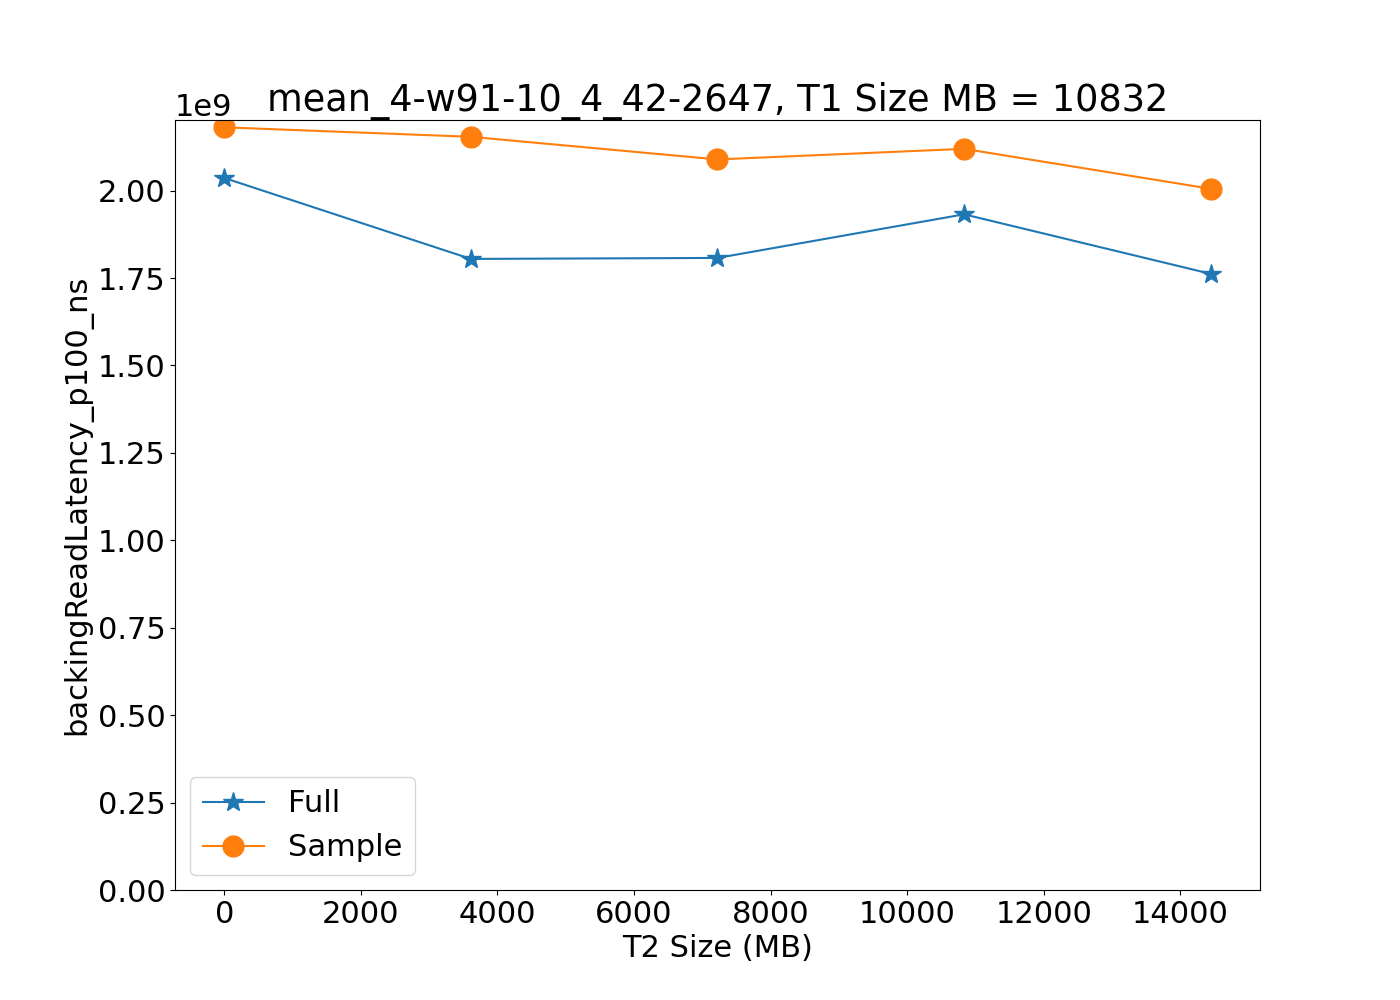 1e9
mean_4-w91-10_4_42-2647, T1 Size MB = 10832
backingReadLatency_p100_ns
2.00
1.75
1.50
1.25
1.00
0.75
0.50
0.25
0.00
Full
Sample
0 2000 4000 6000 8000 10000 12000 14000
T2 Size (MB)